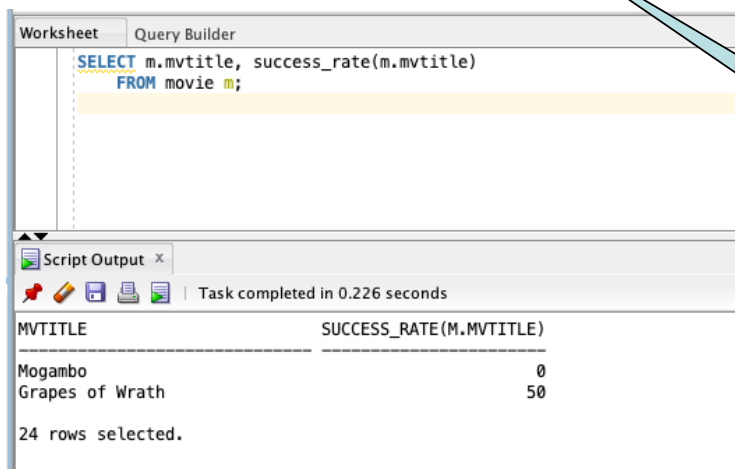 Worksheet Query Builder
SELECT m.mvtitle, success_rate(m.mvtitle)
FROM movie m;
Script Output x
Task completed in 0.226 seconds
MVTITLE SUCCESS_RATE(M.MVTITLE)
Mogambo 0
Grapes of Wrath 50
24 rows selected.